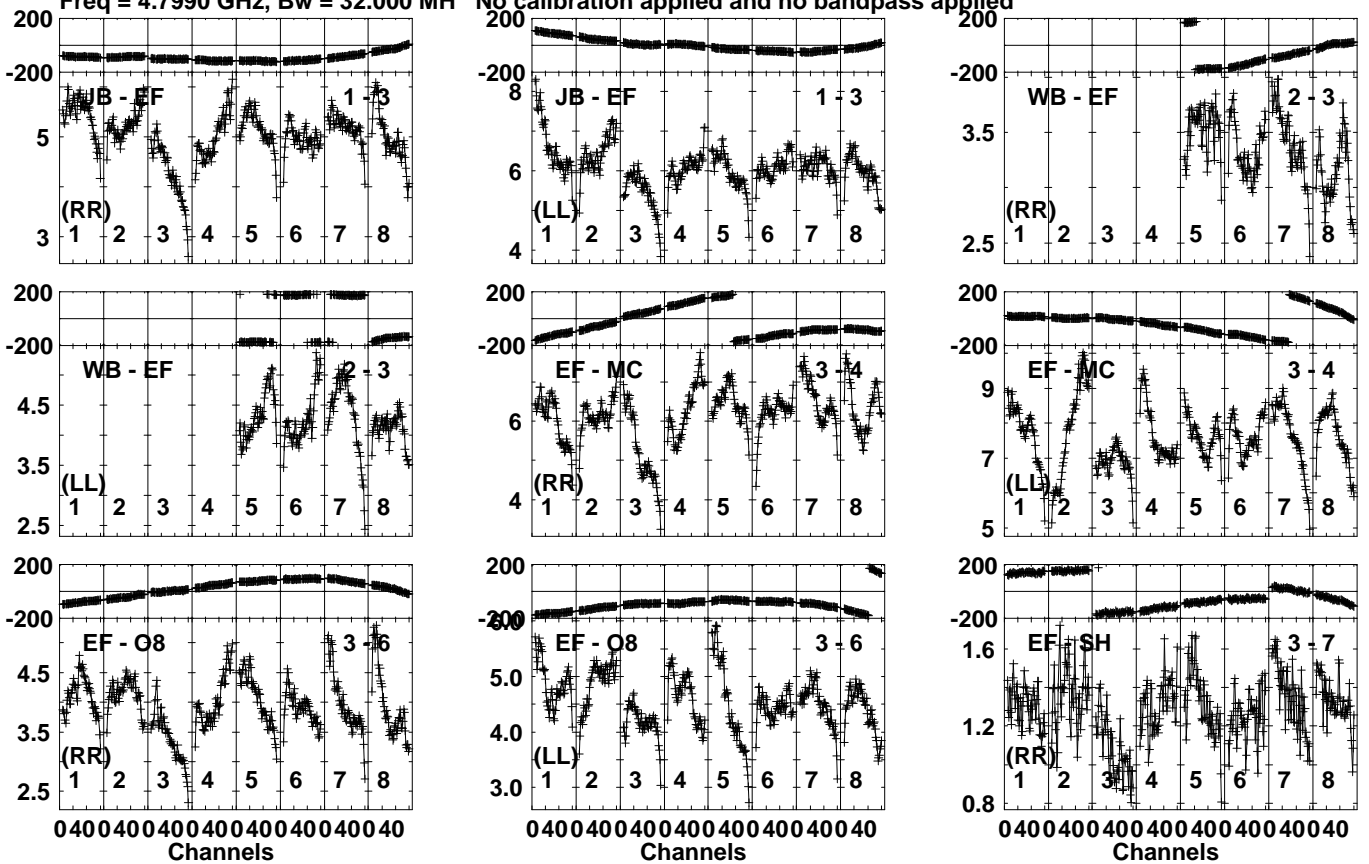 Freq = 4.7990 GHz, Bw = 32.000 MH No calibration applied and no bandpass applied
200 200 200
-200 -200 -200
JB - EF 1 - 3 8 JB - EF 1 - 3 WB - EF 2 - 3
5 6 3.5
(RR) (LL) (RR)
3 1 2 3 4 5 6 7 8 4 1 2 3 4 5 6 7 8 2.5 1 2 3 4 5 6 7 8
200 200 200
-200 -200 -200
WB - EF 2 - 3 EF - MC 3 - 4 EF - MC 3 - 4
4.5 6 9
3.5 7
(LL) (RR) (LL)
2.5 1 2 3 4 5 6 7 8 4 1 2 3 4 5 6 7 8 5 1 2 3 4 5 6 7 8
200 200 200
-200 -200 -200
6.0
EF - O8 3 - 6 EF - O8 3 - 6 EF - SH 3 - 7
4.5 5.0 1.6
3.5 4.0 1.2
(RR) (LL) (RR)
2.5 1 2 3 4 5 6 7 8 3.0 1 2 3 4 5 6 7 8 0.8 1 2 3 4 5 6 7 8
0 40 0 40 0 40 0 40 0 40 0 40 0 40 0 40 0 40 0 40 0 40 0 40 0 40 0 40 0 40 0 40 0 40 0 40 0 40 0 40 0 40 0 40 0 40 0 40
Channels Channels Channels